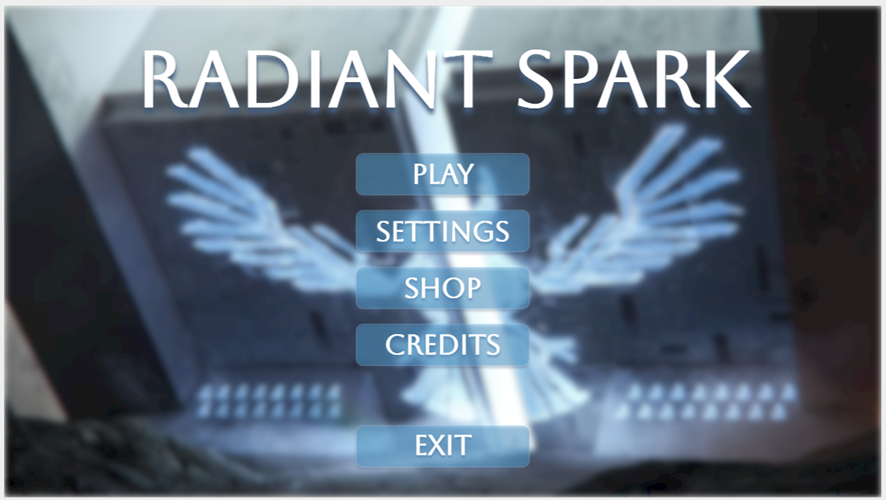 RADIANT SPARK
PLAY
SETTINGS
SHOP
CREDITS
EXIT